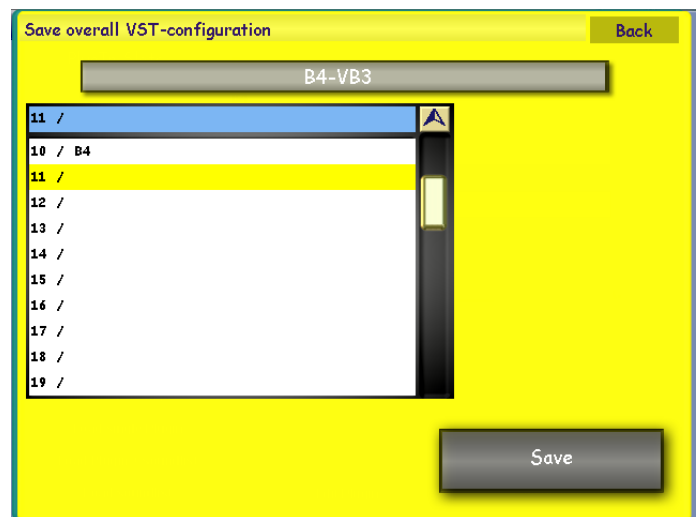 Save overall VST-configuration
Back
B4-VB3
11 /
10 / B4
11 /
12 /
13 /
14 /
15 /
16 /
17 /
18 /
19 /
Save